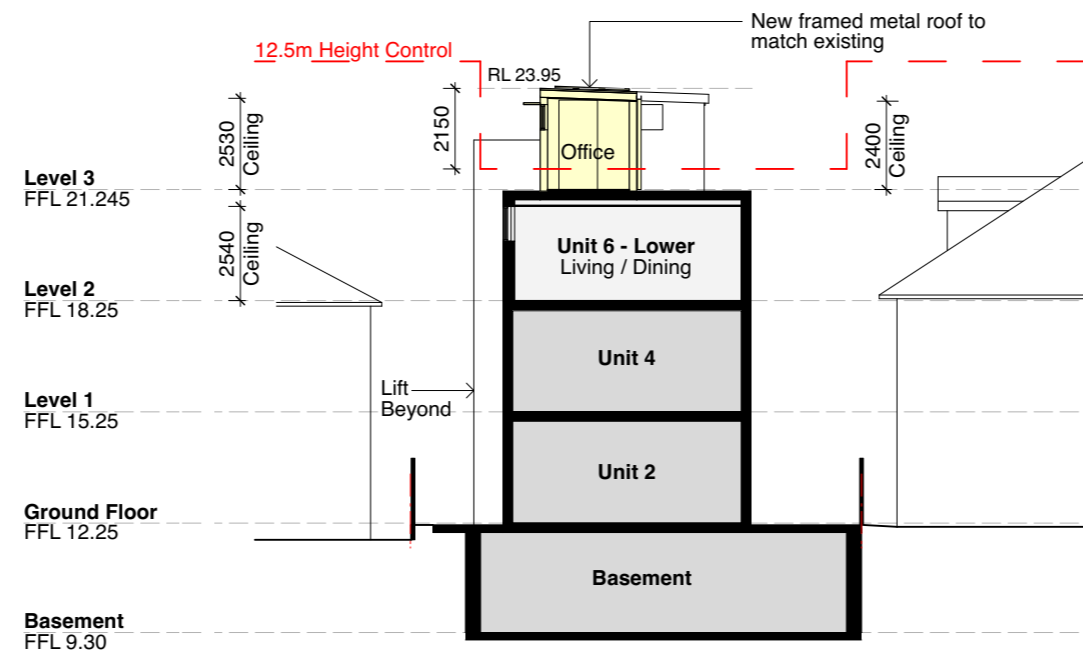 New framed metal roof to
match existing
12.5m Height Control
RL 23.95
2530
Ceiling
2150
2400
Ceiling
Office
Level 3
FFL 21.245
2540
Ceiling
Unit 6 - Lower
Living / Dining
Level 2
FFL 18.25
Unit 4
Lift
Beyond
Level 1
FFL 15.25
Unit 2
Ground Floor
FFL 12.25
Basement
Basement
FFL 9.30